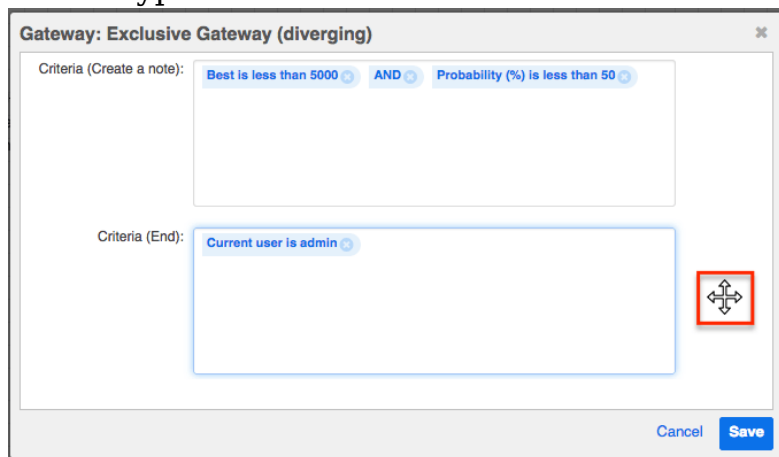 Gateway: Exclusive Gateway (diverging)
Criteria (Create a note): Best is less than 5000 AND Probability (%) is less than 50
Criteria (End): Current user is admin
Cancel Save